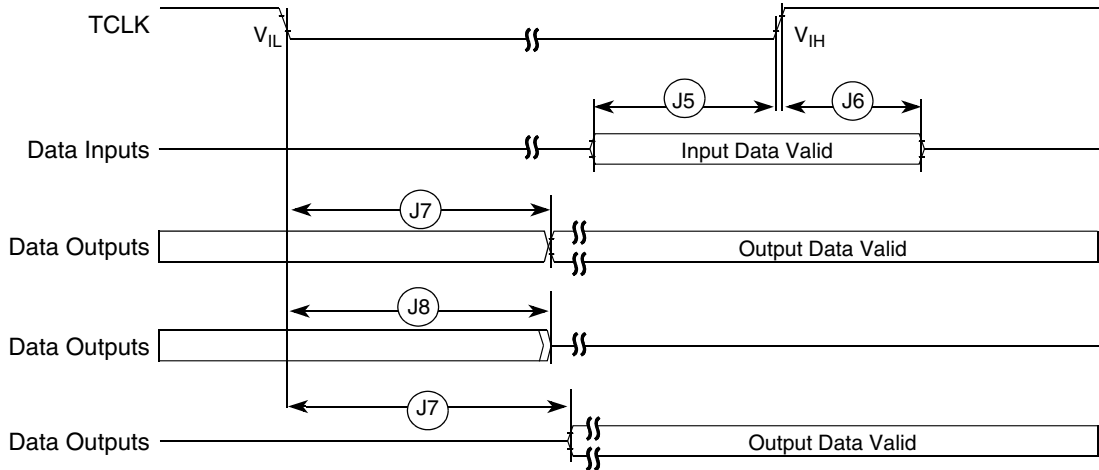 TCLK
VIL
VIH
J5
J6
Data Inputs
Input Data Valid
J7
Data Outputs
Output Data Valid
J8
Data Outputs
J7
Data Outputs
Output Data Valid